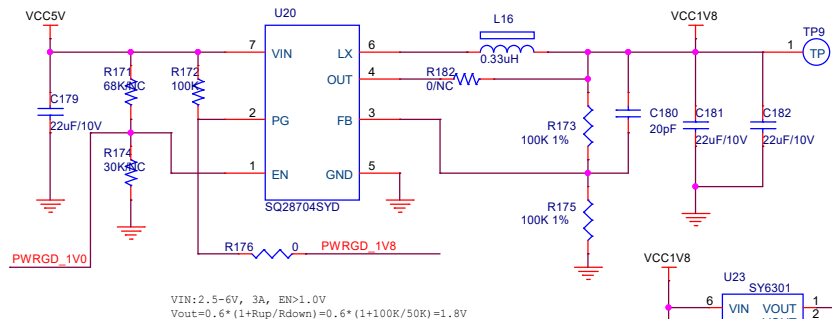 VCC5V
U20
L16
VCC1V8
TP9
7 VIN LX 6
0.33uH
1 TP
R171
68K/NC
R172
100K
OUT 4
R182
0/NC
C179
22uF/10V
2 PG FB 3
R173
100K 1%
C180
20pF
C181
22uF/10V
C182
22uF/10V
R174
30K/NC
1 EN GND 5
SQ28704SYD
R175
100K 1%
PWRGD_1V0
R176 0 PWRGD_1V8
VCC1V8
U23
SY6301
VIN:2.5-6V, 3A, EN>1.0V
Vout=0.6*(1+Rup/Rdown)=0.6*(1+100K/50K)=1.8V
6 VIN VOUT 1
VOUT 2